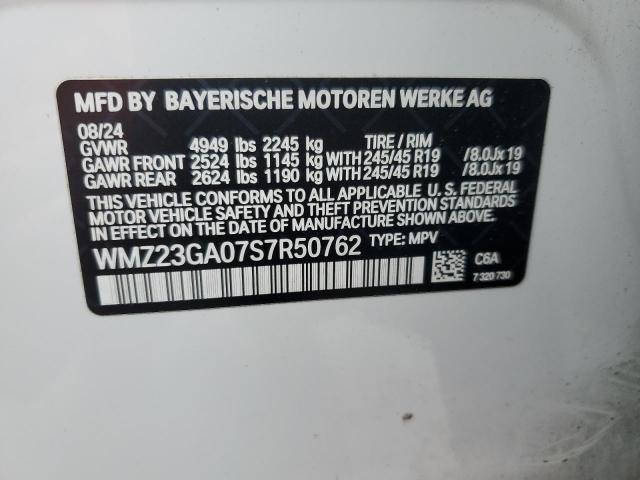 MFD BY BAYERISCHE MOTOREN WERKE AG
08/24
GVWR 4949 lbs 2245 kg TIRE / RIM
GAWR FRONT 2524 lbs 1145 kg WITH 245/45 R19 /8.0Jx19
GAWR REAR 2624 lbs 1190 kg WITH 245/45 R19 /8.0Jx19
THIS VEHICLE CONFORMS TO ALL APPLICABLE U.S. FEDERAL
MOTOR VEHICLE SAFETY AND THEFT PREVENTION STANDARDS
IN EFFECT ON THE DATE OF MANUFACTURE SHOWN ABOVE.
WMZ23GA07S7R50762 TYPE: MPV
C6A
7 320 730